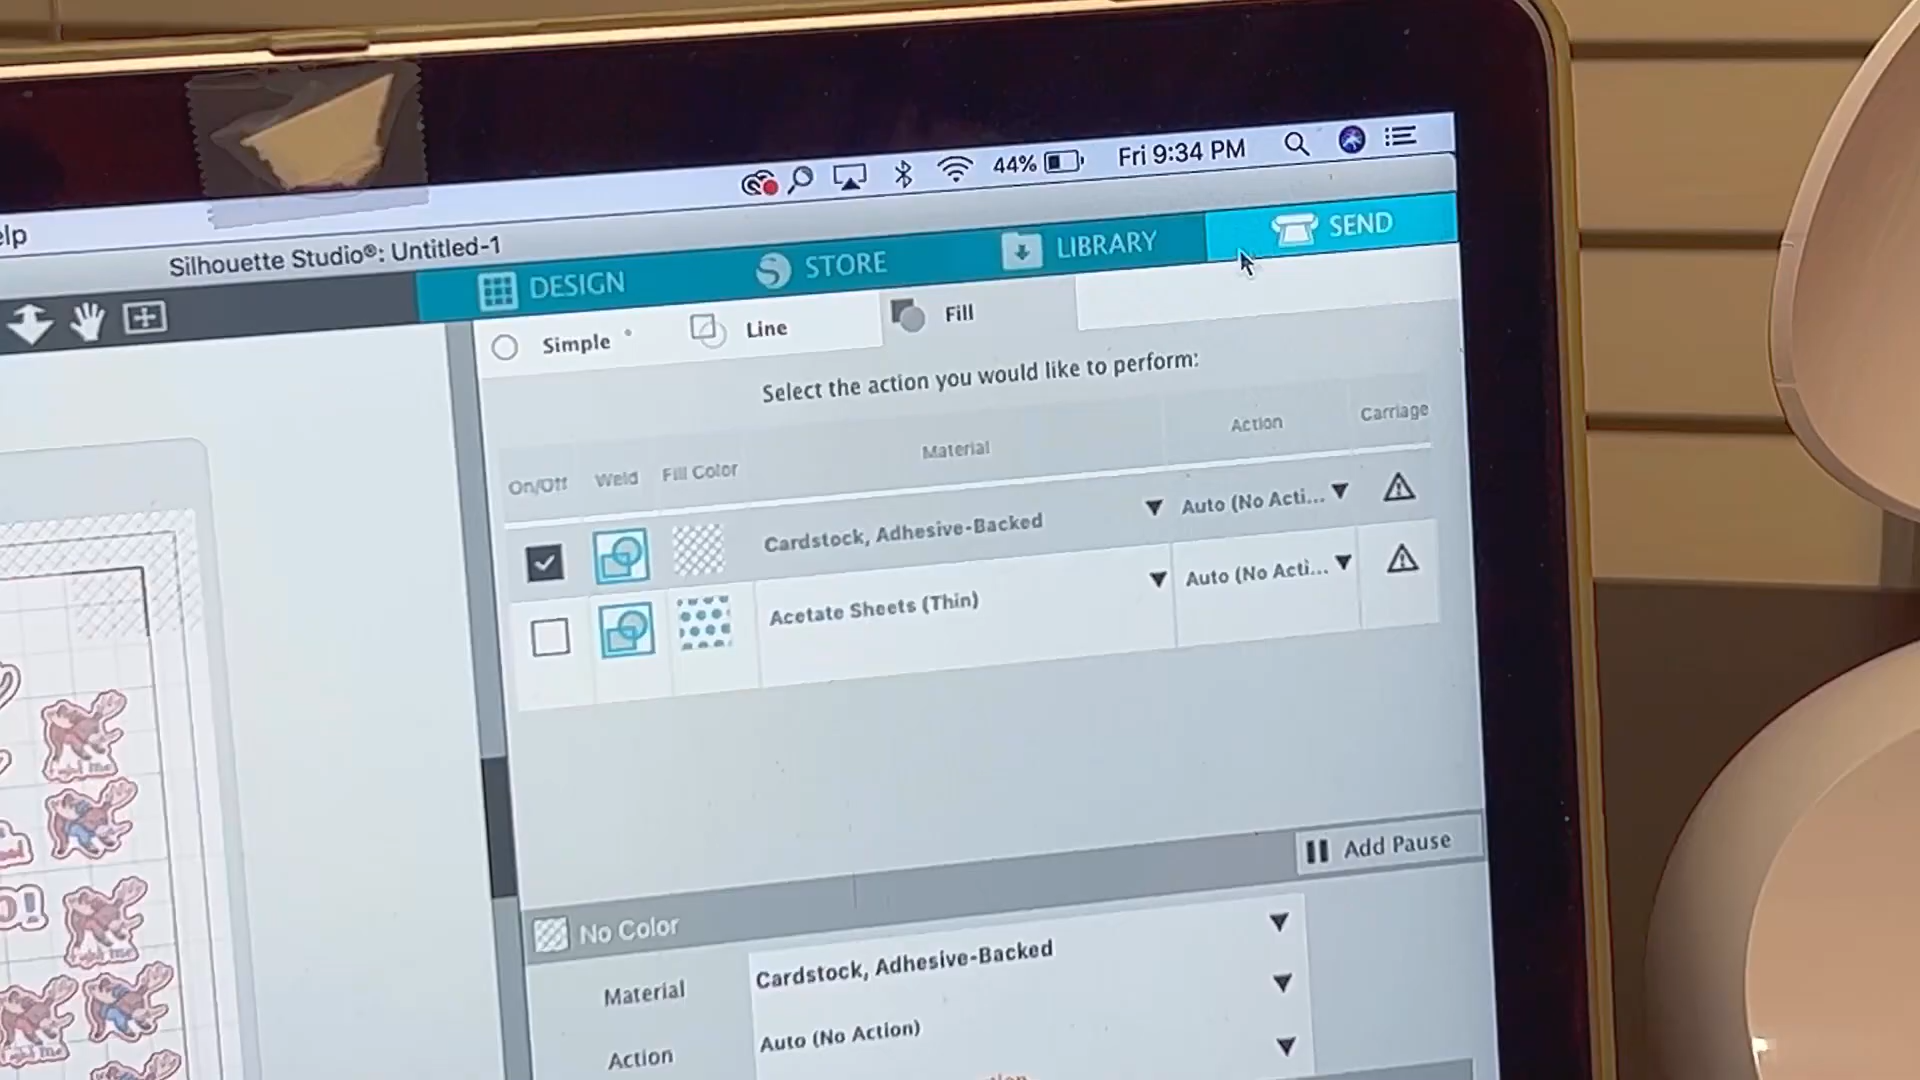 elp
44%
Fri 9:34 PM
Silhouette Studio®: Untitled-1
DESIGN
STORE
LIBRARY
SEND
Simple
Line
Fill
Select the action you would like to perform:
On/Off
Weld
Fill Color
Material
Action
Carriage
Cardstock, Adhesive-Backed
Auto (No Acti...
Acetate Sheets (Thin)
Auto (No Acti...
Add Pause
No Color
Material
Cardstock, Adhesive-Backed
Action
Auto (No Action)